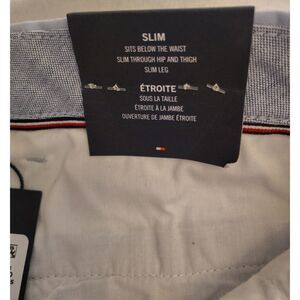 SLIM
SITS BELOW THE WAIST
SLIM THROUGH HIP AND THIGH
SLIM LEG
ÉTROITE
SOUS LA TAILLE
ÉTROITE À LA JAMBE
OUVERTURE DE JAMBE ÉTROITE